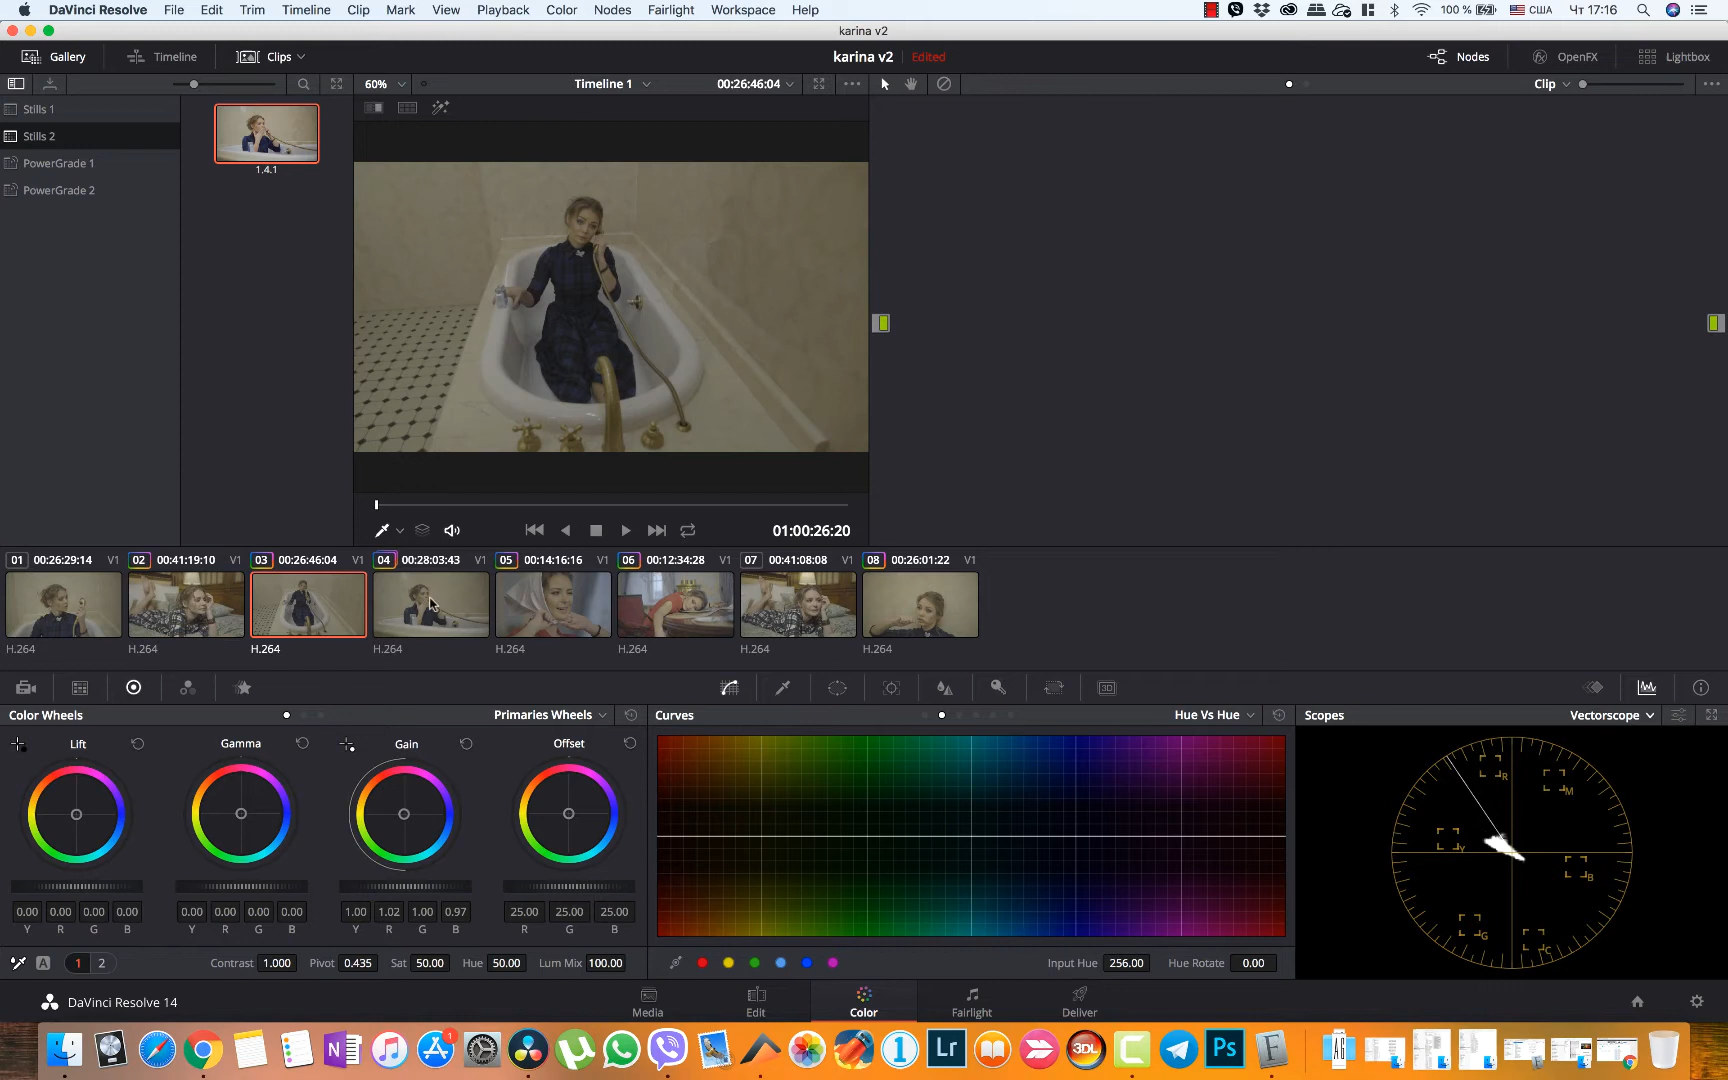 DaVinci Resolve File Edit Trim Timeline Clip Mark View Playback Color Nodes Fairlight Workspace Help 100 % США Чт 17:16
karina v2
Gallery Timeline Clips karina v2 Edited Nodes OpenFX Lightbox
60% Timeline 1 00:26:46:04 Clip
Stills 1
Stills 2
PowerGrade 1
PowerGrade 2
1.4.1
01:00:26:20
01 00:26:29:14 V1 02 00:41:19:10 V1 03 00:26:46:04 V1 04 00:28:03:43 V1 05 00:14:16:16 V1 06 00:12:34:28 V1 07 00:41:08:08 V1 08 00:26:01:22 V1
H.264 H.264 H.264 H.264 H.264 H.264 H.264 H.264
3D
Color Wheels Primaries Wheels Curves Hue Vs Hue Scopes Vectorscope
Lift Gamma Gain Offset
R M Y B G C
0.00 0.00 0.00 0.00 0.00 0.00 0.00 0.00 1.00 1.02 1.00 0.97 25.00 25.00 25.00
Y R G B Y R G B Y R G B R G B
A 1 2 Contrast 1.000 Pivot 0.435 Sat 50.00 Hue 50.00 Lum Mix 100.00 Input Hue 256.00 Hue Rotate 0.00
DaVinci Resolve 14 Media Edit Color Fairlight Deliver
N 1 1 Lr 3DL Ps F